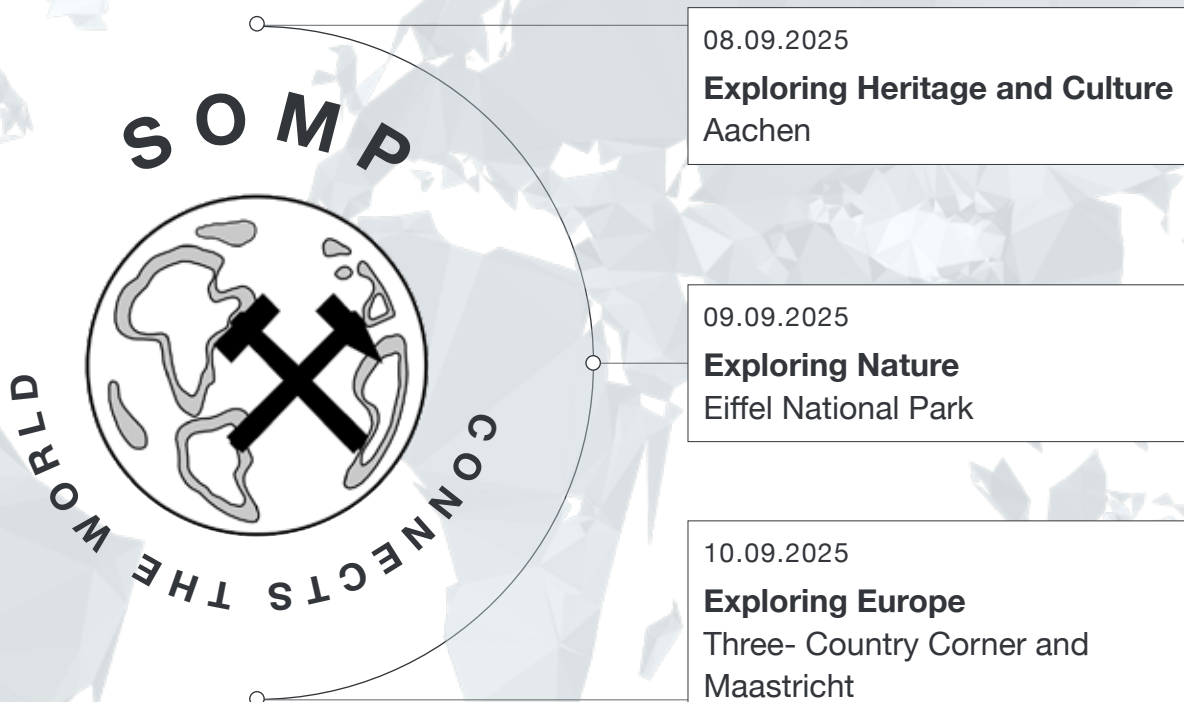 SOMP
CONNECTS THE WORLD
08.09.2025
Exploring Heritage and Culture
Aachen
09.09.2025
Exploring Nature
Eiffel National Park
10.09.2025
Exploring Europe
Three- Country Corner and
Maastricht